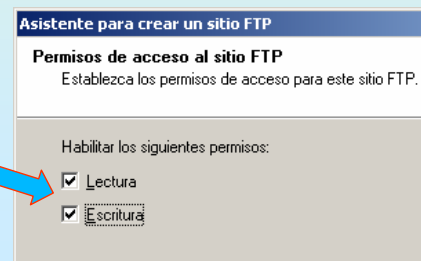 Asistente para crear un sitio FTP
Permisos de acceso al sitio FTP
Establezca los permisos de acceso para este sitio FTP.
Habilitar los siguientes permisos:
Lectura
Escritura